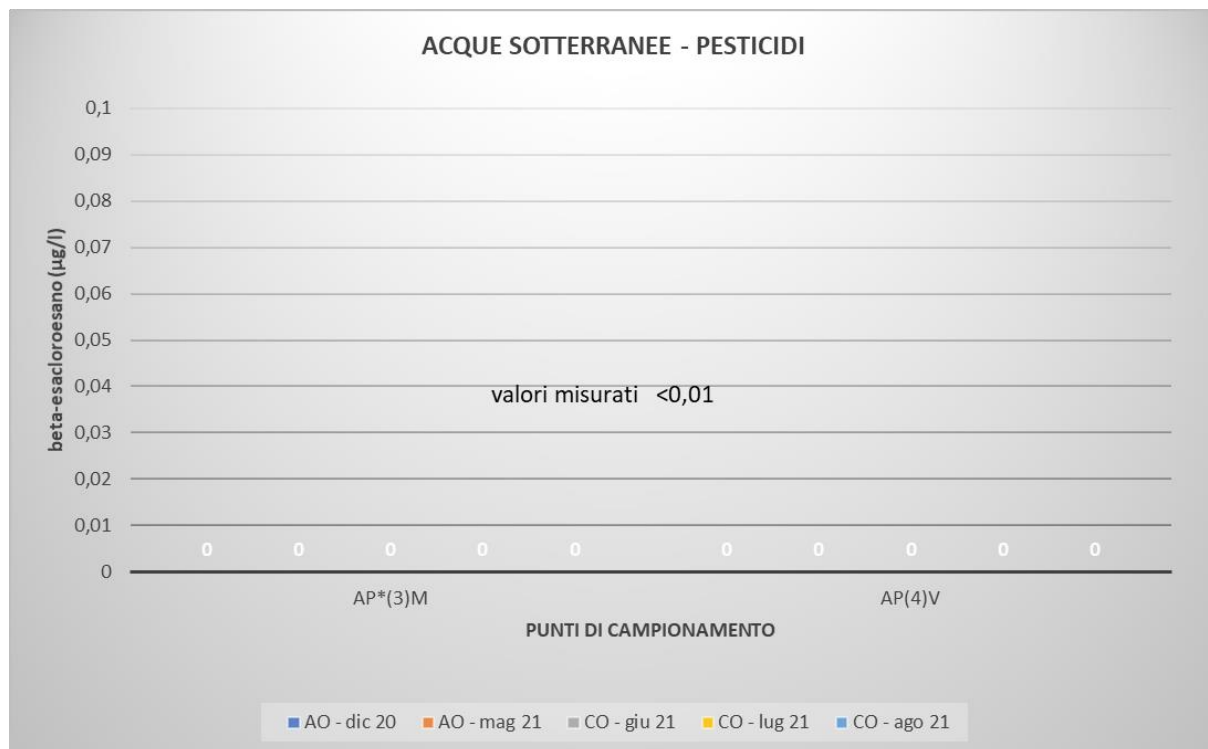 ACQUE SOTTERRANEE - PESTICIDI
beta-esacloroesano (µg/l)
0,1
0,09
0,08
0,07
0,06
0,05
0,04
0,03
0,02
0,01
0
valori misurati <0,01
0 0 0 0 0 0 0 0 0 0
AP*(3)M AP(4)V
PUNTI DI CAMPIONAMENTO
AO - dic 20 AO - mag 21 CO - giu 21 CO - lug 21 CO - ago 21